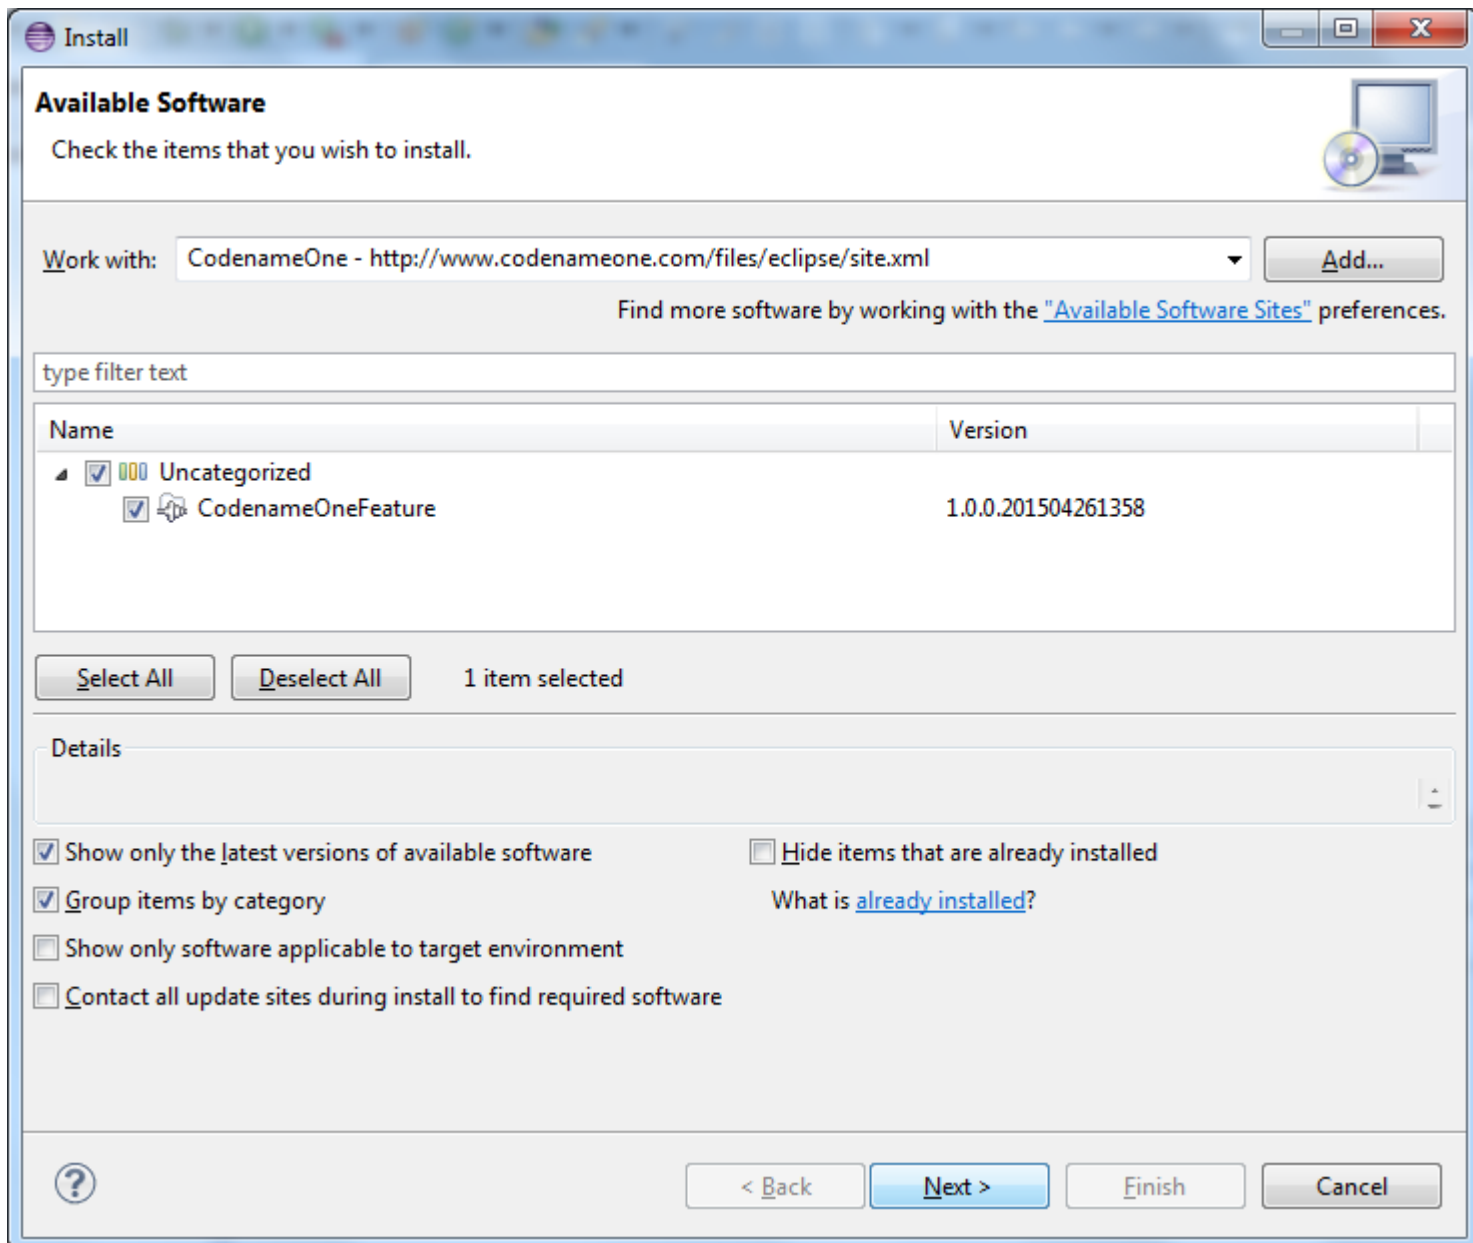 Install
Available Software
Check the items that you wish to install.
Work with: CodenameOne - http://www.codenameone.com/files/eclipse/site.xml Add...
Find more software by working with the "Available Software Sites" preferences.
type filter text
Name Version
Uncategorized
CodenameOneFeature 1.0.0.201504261358
Select All Deselect All 1 item selected
Details
Show only the latest versions of available software Hide items that are already installed
Group items by category What is already installed?
Show only software applicable to target environment
Contact all update sites during install to find required software
? < Back Next > Finish Cancel